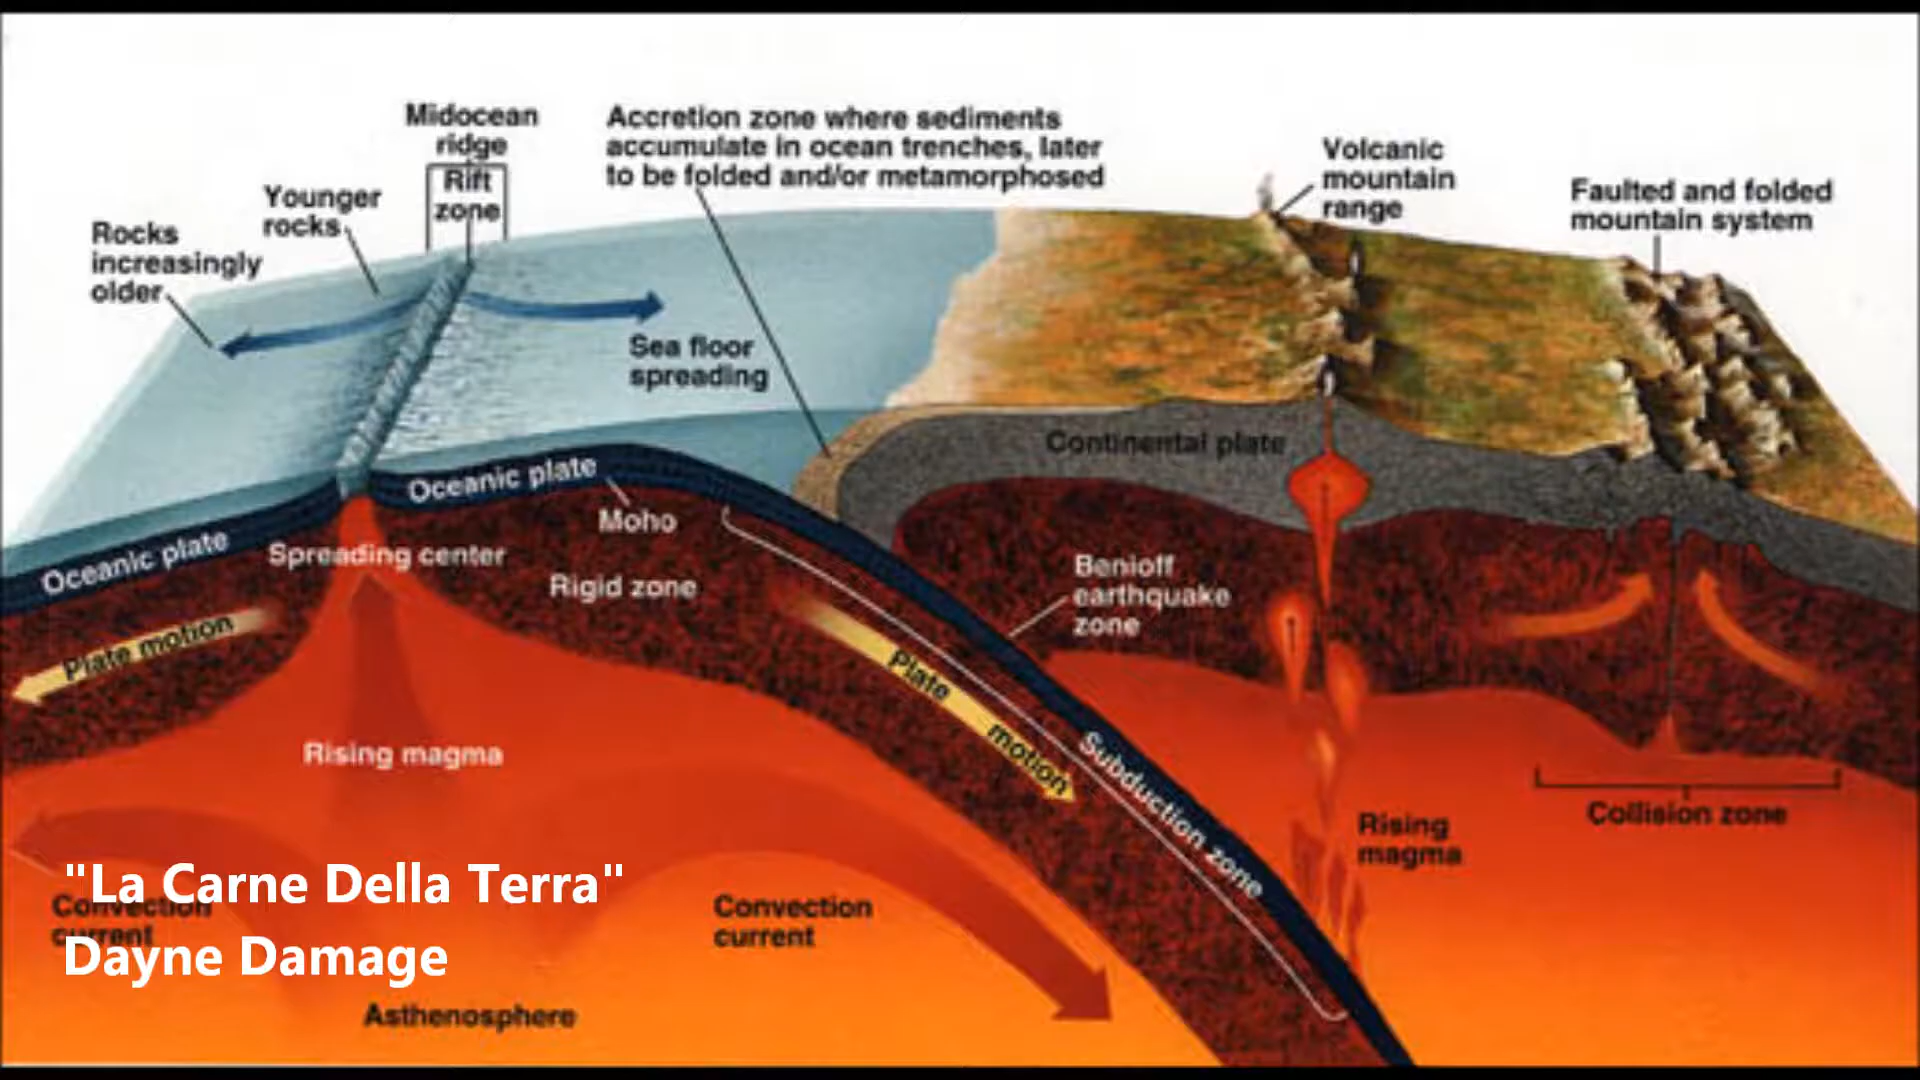 Midocean
ridge
Rift
zone
Accretion zone where sediments
accumulate in ocean trenches, later
to be folded and/or metamorphosed
Volcanic
mountain
range
Faulted and folded
mountain system
Younger
rocks
Rocks
increasingly
older
Sea floor
spreading
Continental plate
Oceanic plate
Moho
Oceanic plate
Spreading center
Rigid zone
Benioff
earthquake
zone
Plate motion
Plate motion
Subduction zone
Rising magma
Collision zone
Rising
magma
"La Carne Della Terra"
Convection
current
Dayne Damage
Convection
current
Asthenosphere